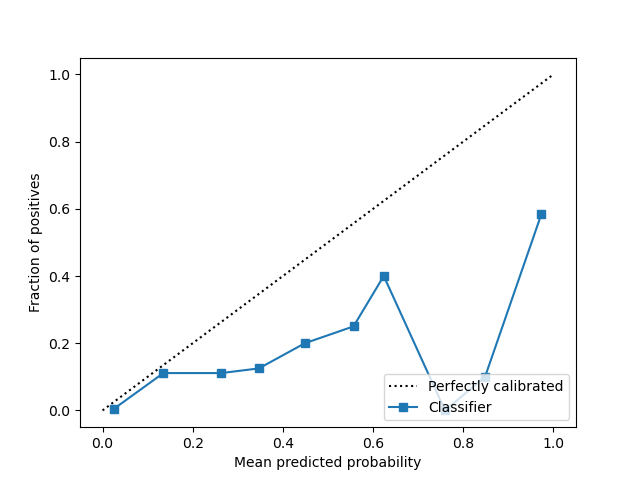 1.0
0.8
0.6
0.4
0.2
0.0
Fraction of positives
Perfectly calibrated
Classifier
0.0 0.2 0.4 0.6 0.8 1.0
Mean predicted probability